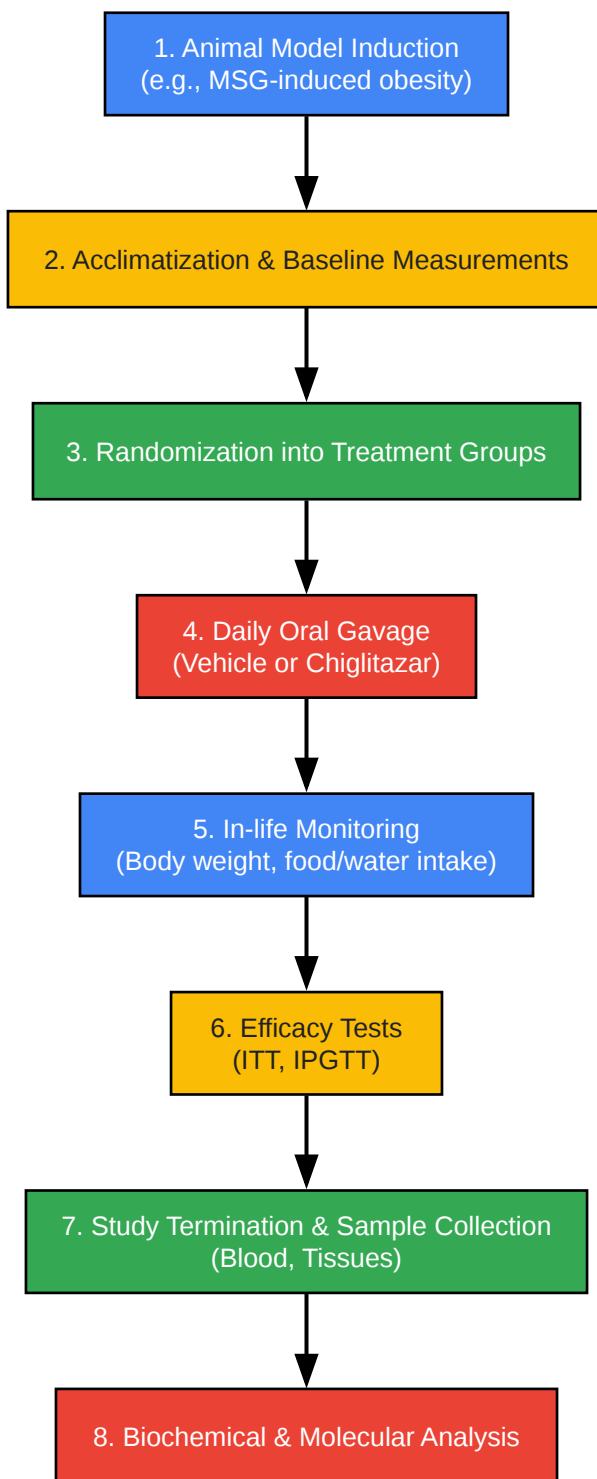 1. Animal Model Induction
(e.g., MSG-induced obesity)
2. Acclimatization & Baseline Measurements
3. Randomization into Treatment Groups
4. Daily Oral Gavage
(Vehicle or Chiglitazar)
5. In-life Monitoring
(Body weight, food/water intake)
6. Efficacy Tests
(ITT, IPGTT)
7. Study Termination & Sample Collection
(Blood, Tissues)
8. Biochemical & Molecular Analysis